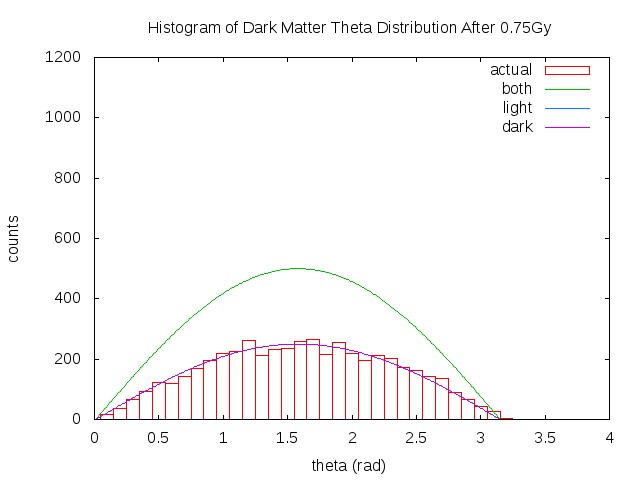 Histogram of Dark Matter Theta Distribution After 0.75Gy
1200
1000
800
600
400
200
0
counts
actual
both
light
dark
0 0.5 1 1.5 2 2.5 3 3.5 4
theta (rad)